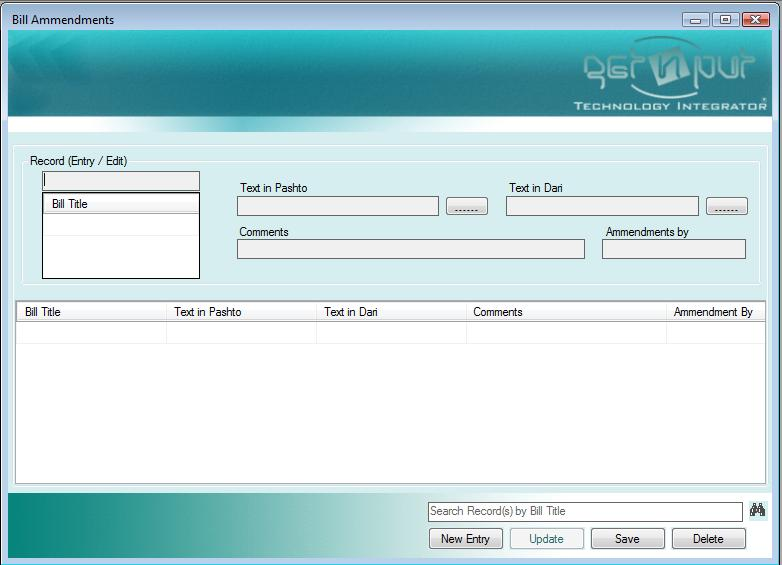 Bill Ammendments
Technology Integrator
Record (Entry / Edit)
Bill Title
Text in Pashto
......
Text in Dari
......
Comments
Ammendments by
Bill Title Text in Pashto Text in Dari Comments Ammendment By
Search Record(s) by Bill Title
New Entry Update Save Delete